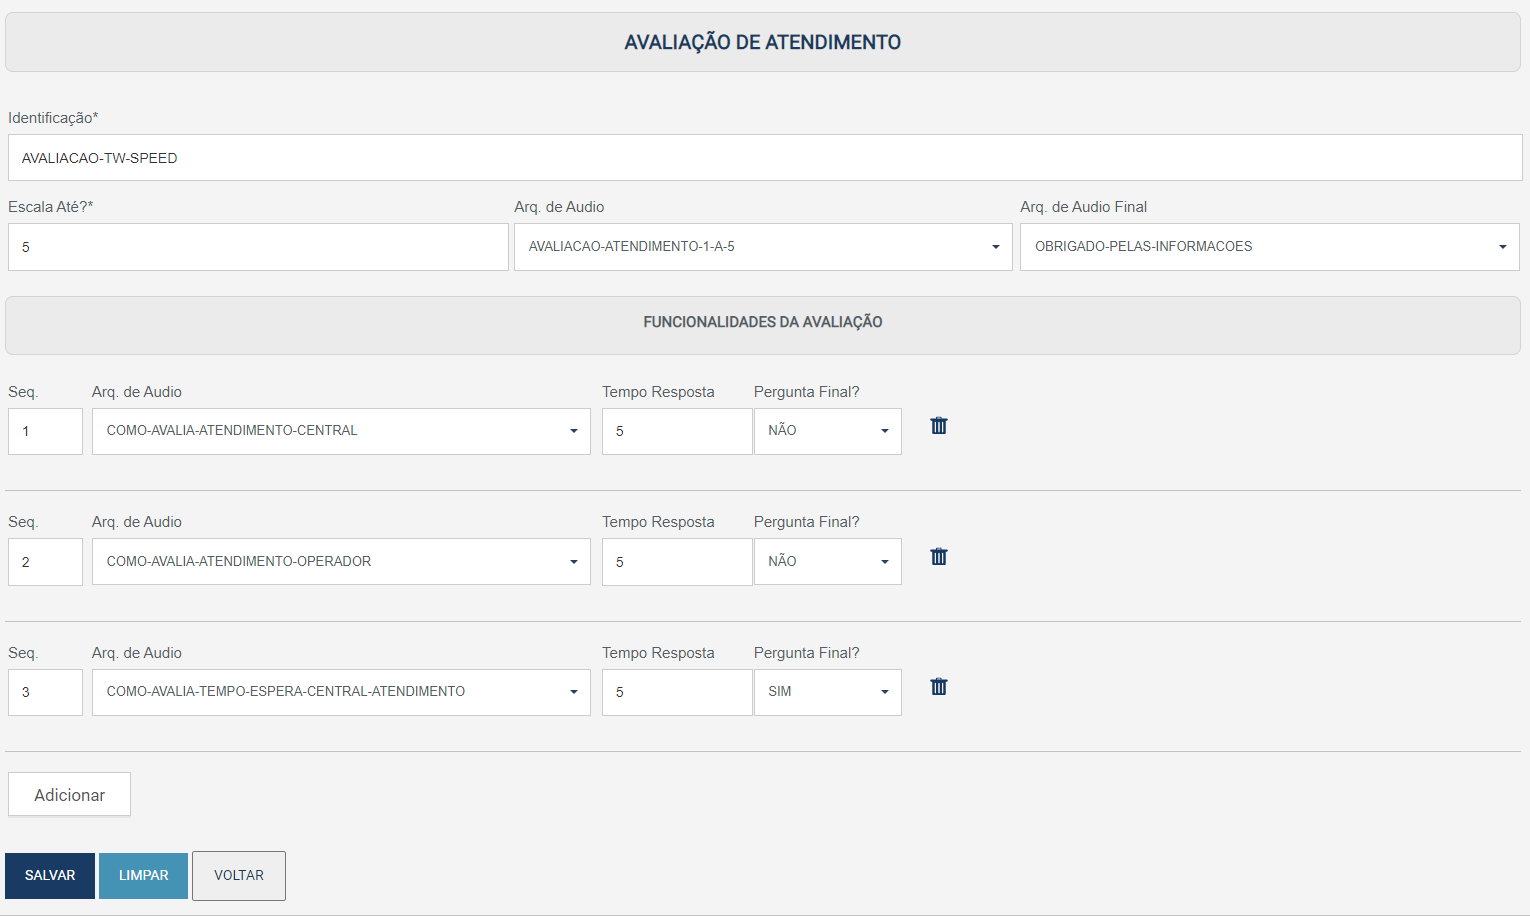 AVALIAÇÃO DE ATENDIMENTO
Identificação*
AVALIACAO-TW-SPEED
Escala Até?* Arq. de Audio Arq. de Audio Final
5 AVALIACAO-ATENDIMENTO-1-A-5 OBRIGADO-PELAS-INFORMACOES
FUNCIONALIDADES DA AVALIAÇÃO
Seq. Arq. de Audio Tempo Resposta Pergunta Final?
1 COMO-AVALIA-ATENDIMENTO-CENTRAL 5 NÃO
Seq. Arq. de Audio Tempo Resposta Pergunta Final?
2 COMO-AVALIA-ATENDIMENTO-OPERADOR 5 NÃO
Seq. Arq. de Audio Tempo Resposta Pergunta Final?
3 COMO-AVALIA-TEMPO-ESPERA-CENTRAL-ATENDIMENTO 5 SIM
Adicionar
SALVAR LIMPAR VOLTAR